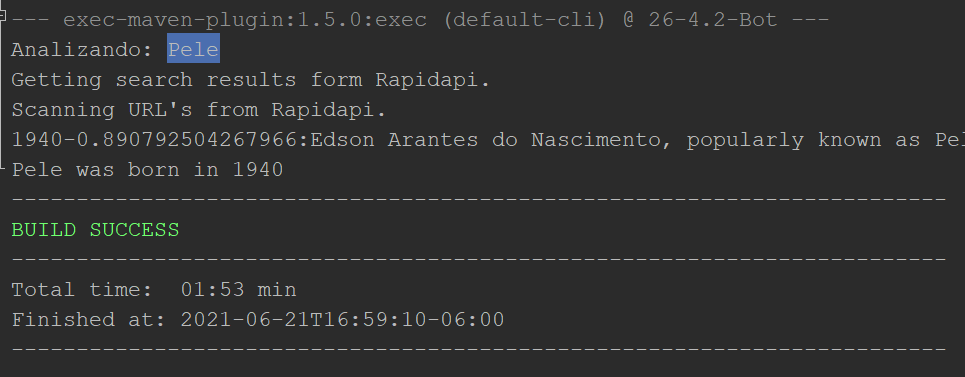 --- exec-maven-plugin:1.5.0:exec (default-cli) @ 26-4.2-Bot ---
Analizando: Pele
Getting search results form Rapidapi.
Scanning URL's from Rapidapi.
1940-0.890792504267966:Edson Arantes do Nascimento, popularly known as Pel
Pele was born in 1940
------------------------------------------------------------------------
BUILD SUCCESS
------------------------------------------------------------------------
Total time:  01:53 min
Finished at: 2021-06-21T16:59:10-06:00
------------------------------------------------------------------------